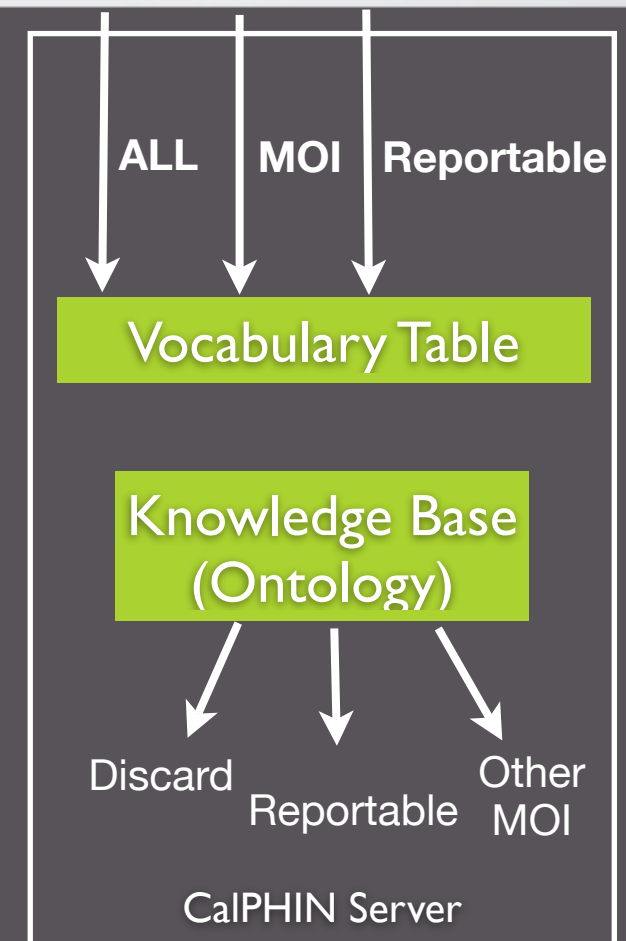 ALL MOI Reportable
Vocabulary Table
Knowledge Base
(Ontology)
Discard
Reportable
Other
MOI
CalPHIN Server